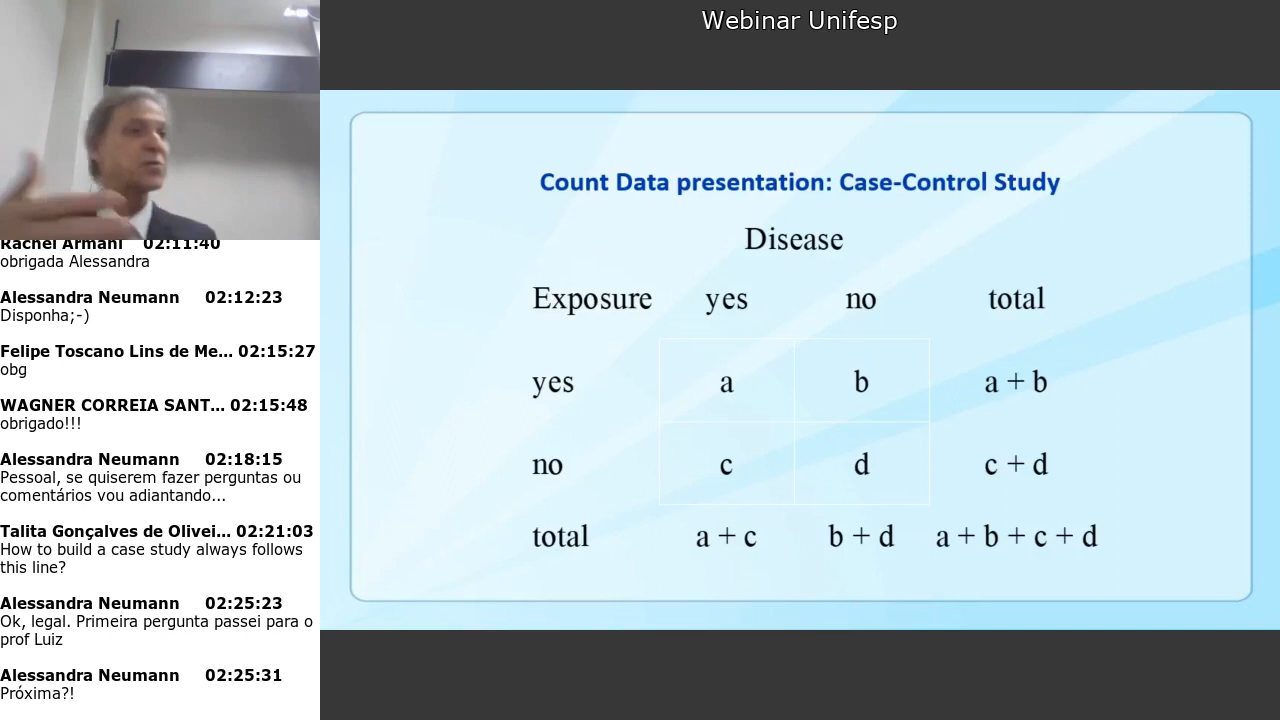 Webinar Unifesp
Rachel Armani 02:11:40
obrigada Alessandra
Alessandra Neumann 02:12:23
Disponha;-)
Felipe Toscano Lins de Me... 02:15:27
obg
WAGNER CORREIA SANT... 02:15:48
obrigado!!!
Alessandra Neumann 02:18:15
Pessoal, se quiserem fazer perguntas ou
comentários vou adiantando...
Talita Gonçalves de Olivei... 02:21:03
How to build a case study always follows
this line?
Alessandra Neumann 02:25:23
Ok, legal. Primeira pergunta passei para o
prof Luiz
Alessandra Neumann 02:25:31
Próxima?!
Count Data presentation: Case-Control Study
Disease
Exposure yes no total
yes a b a + b
no c d c + d
total a + c b + d a + b + c + d